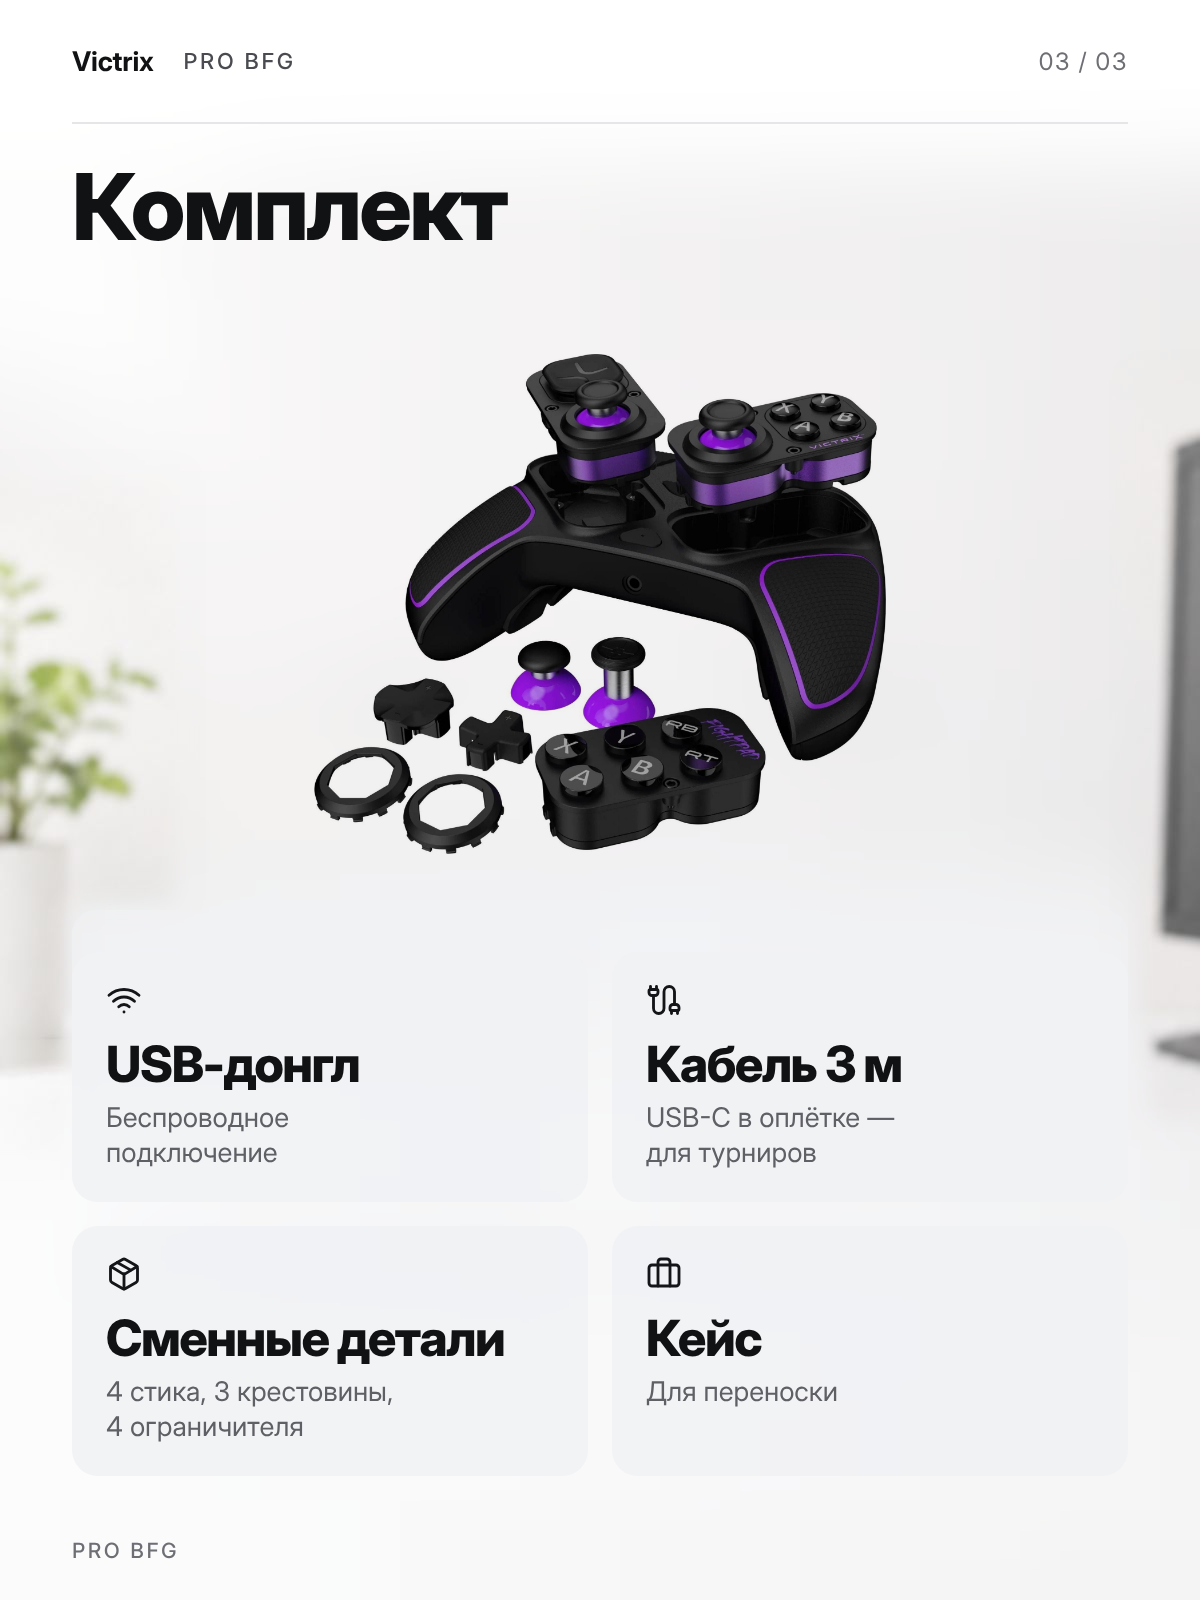 Victrix PRO BFG 03 / 03
Комплект
X Y
A B
VICTRIX
X Y RB
A B RT
FIGHTPAD
USB-донгл
Беспроводное
подключение
Кабель 3 м
USB-C в оплётке —
для турниров
Сменные детали
4 стика, 3 крестовины,
4 ограничителя
Кейс
Для переноски
PRO BFG